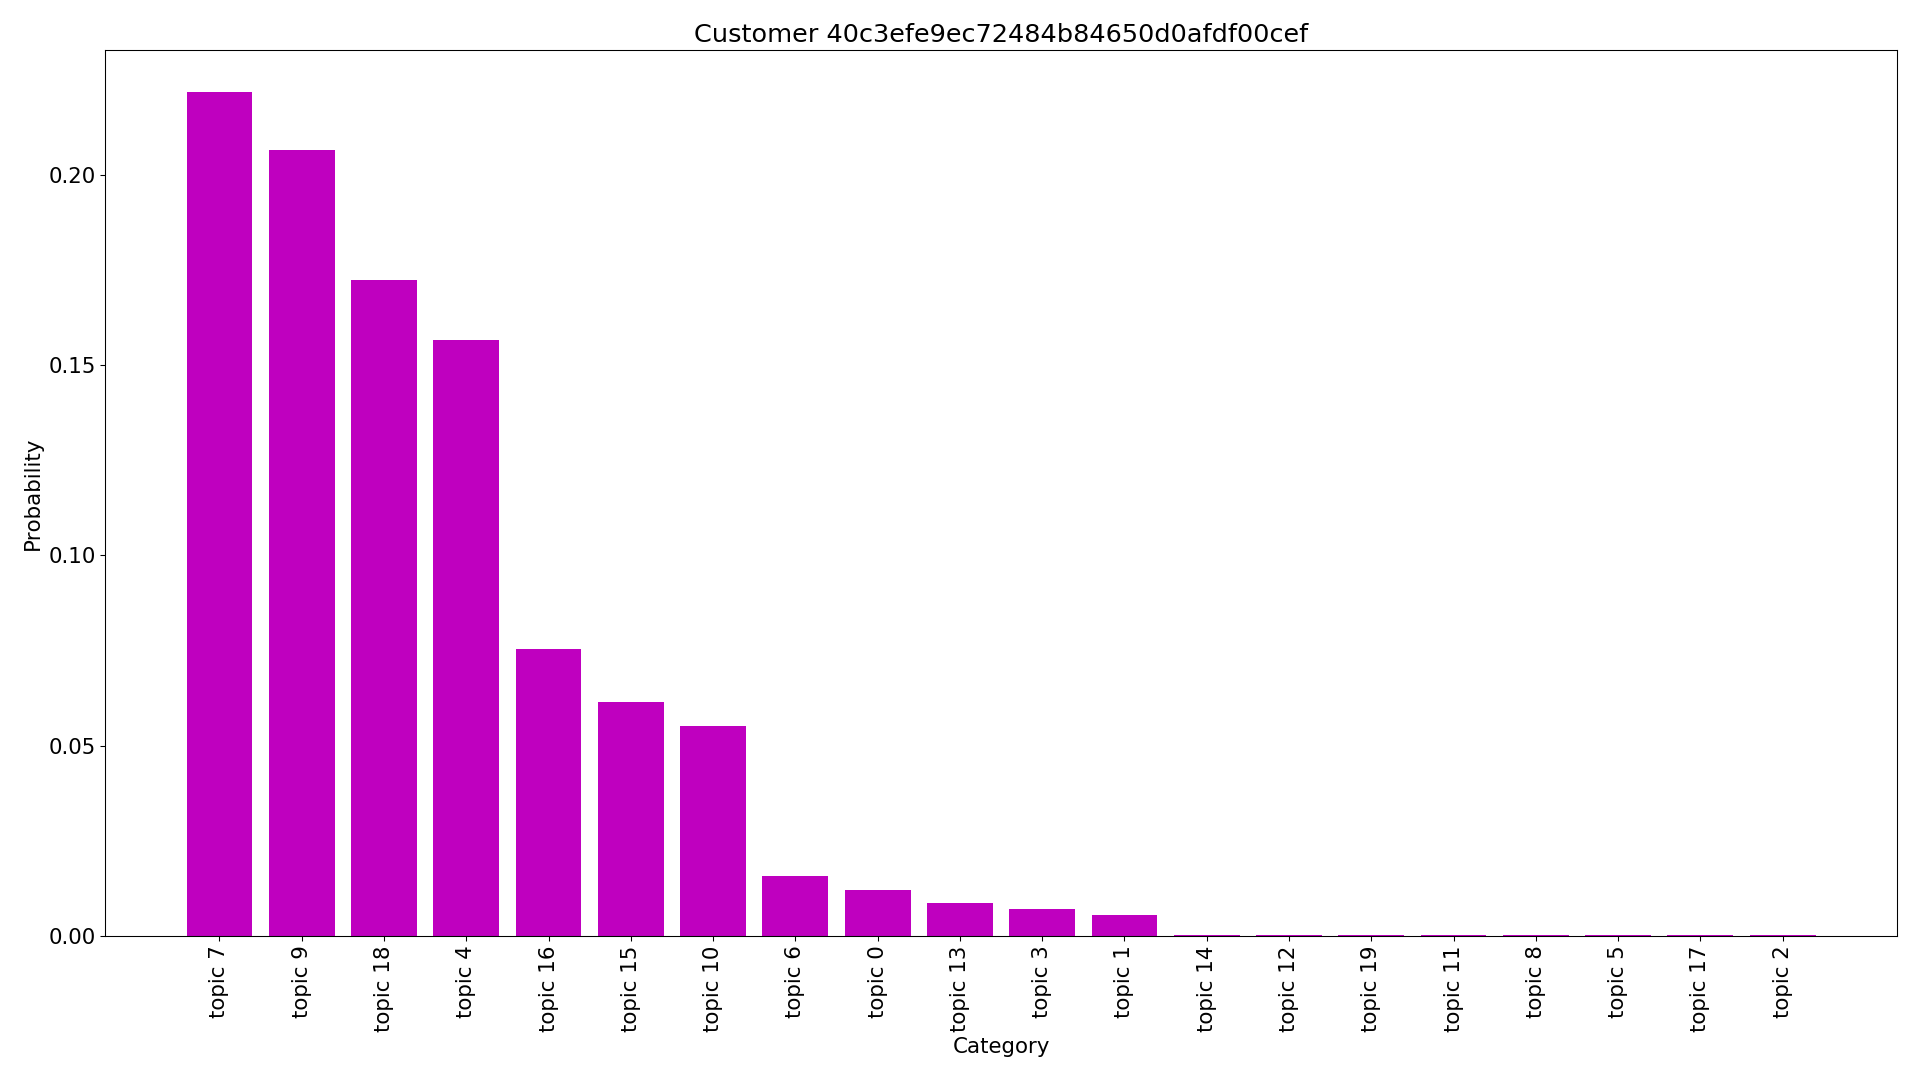 Customer 40c3efe9ec72484b84650d0afdf00cef
Probability
0.20
0.15
0.10
0.05
0.00
topic 7
topic 9
topic 18
topic 4
topic 16
topic 15
topic 10
topic 6
topic 0
topic 13
topic 3
topic 1
topic 14
topic 12
topic 19
topic 11
topic 8
topic 5
topic 17
topic 2
Category